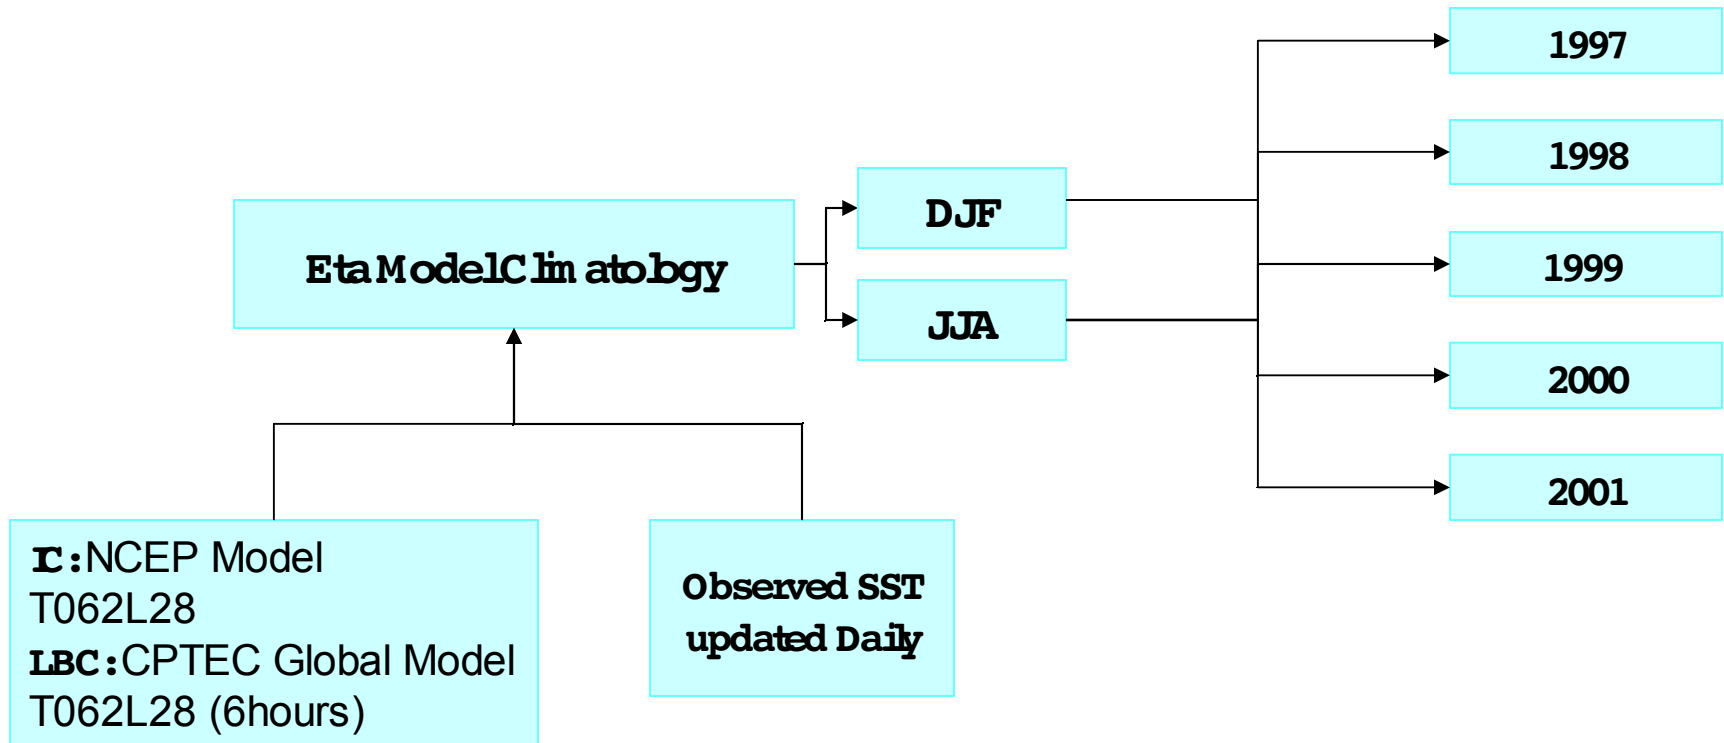 1997
1998
DJF
Eta Model Climatology
1999
JJA
2000
2001
IC:NCEP Model
T062L28
LBC:CPTEC Global Model
T062L28 (6hours)
Observed SST
updated Daily